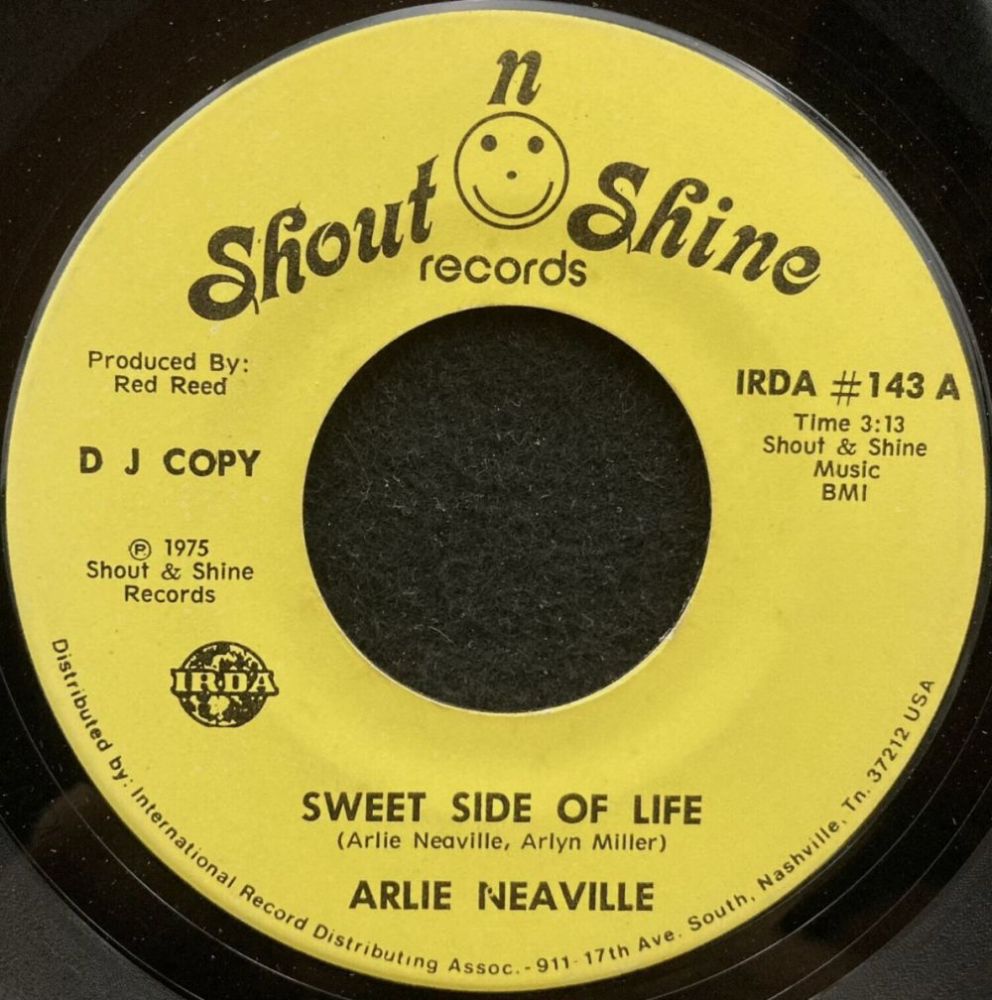 n
Shout Shine
records
Produced By:
Red Reed
D J COPY
℗ 1975
Shout & Shine
Records
IRDA #143 A
Time 3:13
Shout & Shine
Music
BMI
IRDA
SWEET SIDE OF LIFE
(Arlie Neaville, Arlyn Miller)
ARLIE NEAVILLE
Distributed by: International Record Distributing Assoc. - 911-17th Ave. South, Nashville, Tn. 37212 USA